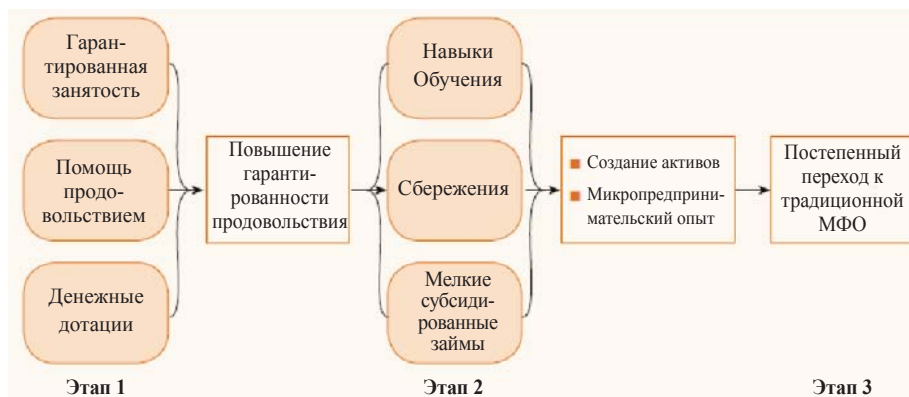 Гаран-
тированная
занятость
Помощь
продо-
вольствием
Денежные
дотации
Повышение
гаранти-
рованности
продовольствия
Навыки
Обучения
Сбережения
Мелкие
субсиди-
рованные
займы
Создание активов
Микропредприни-
мательский опыт
Постепенный
переход к
традиционной
МФО
Этап 1
Этап 2
Этап 3